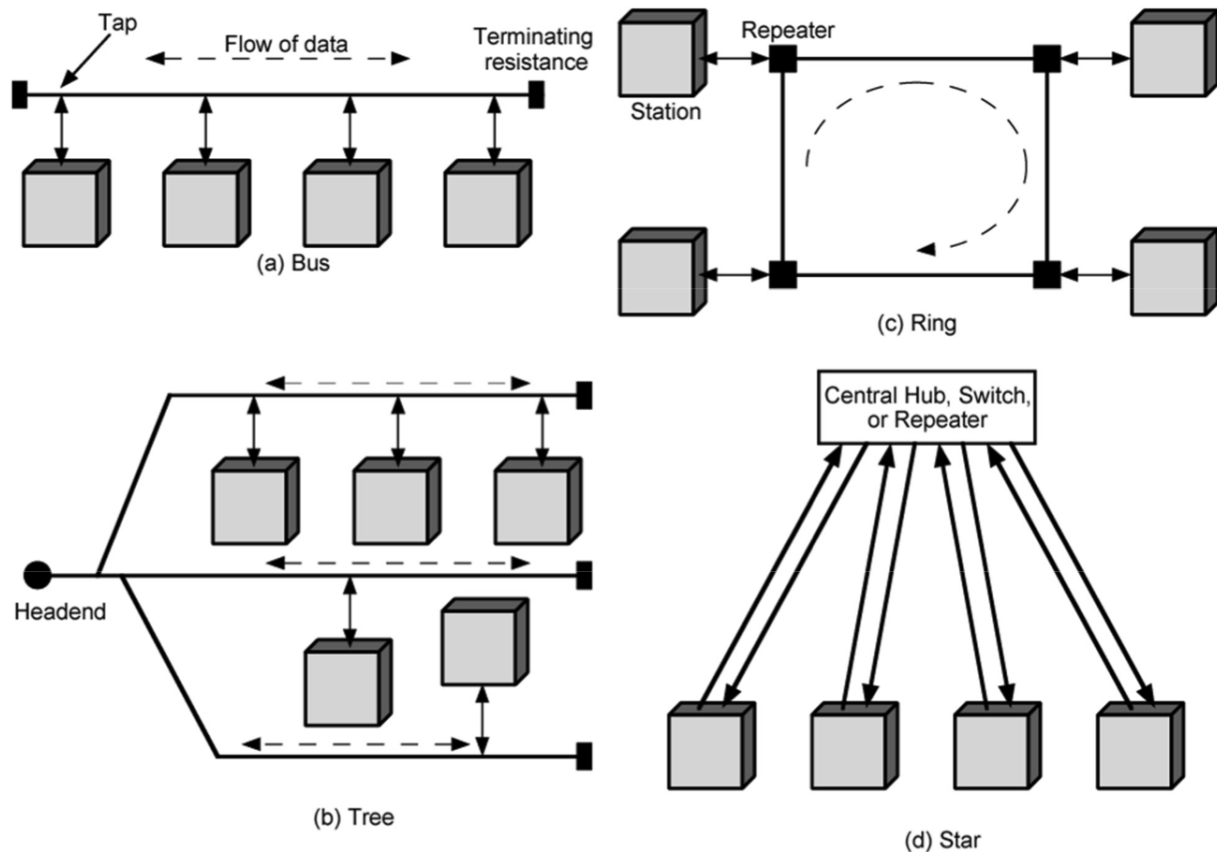 Tap
Flow of data
Terminating
resistance
(a) Bus
Repeater
Station
(c) Ring
Headend
(b) Tree
Central Hub, Switch,
or Repeater
(d) Star